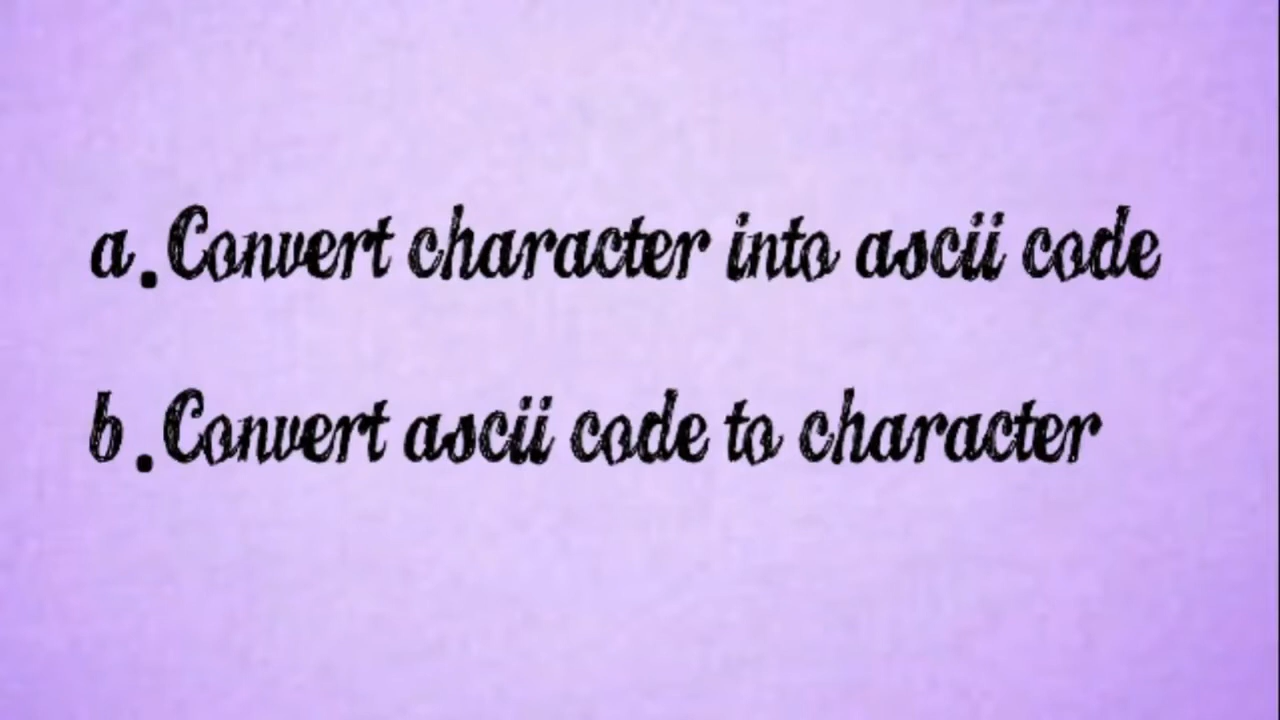 a. Convert character into ascii code
b. Convert ascii code to character